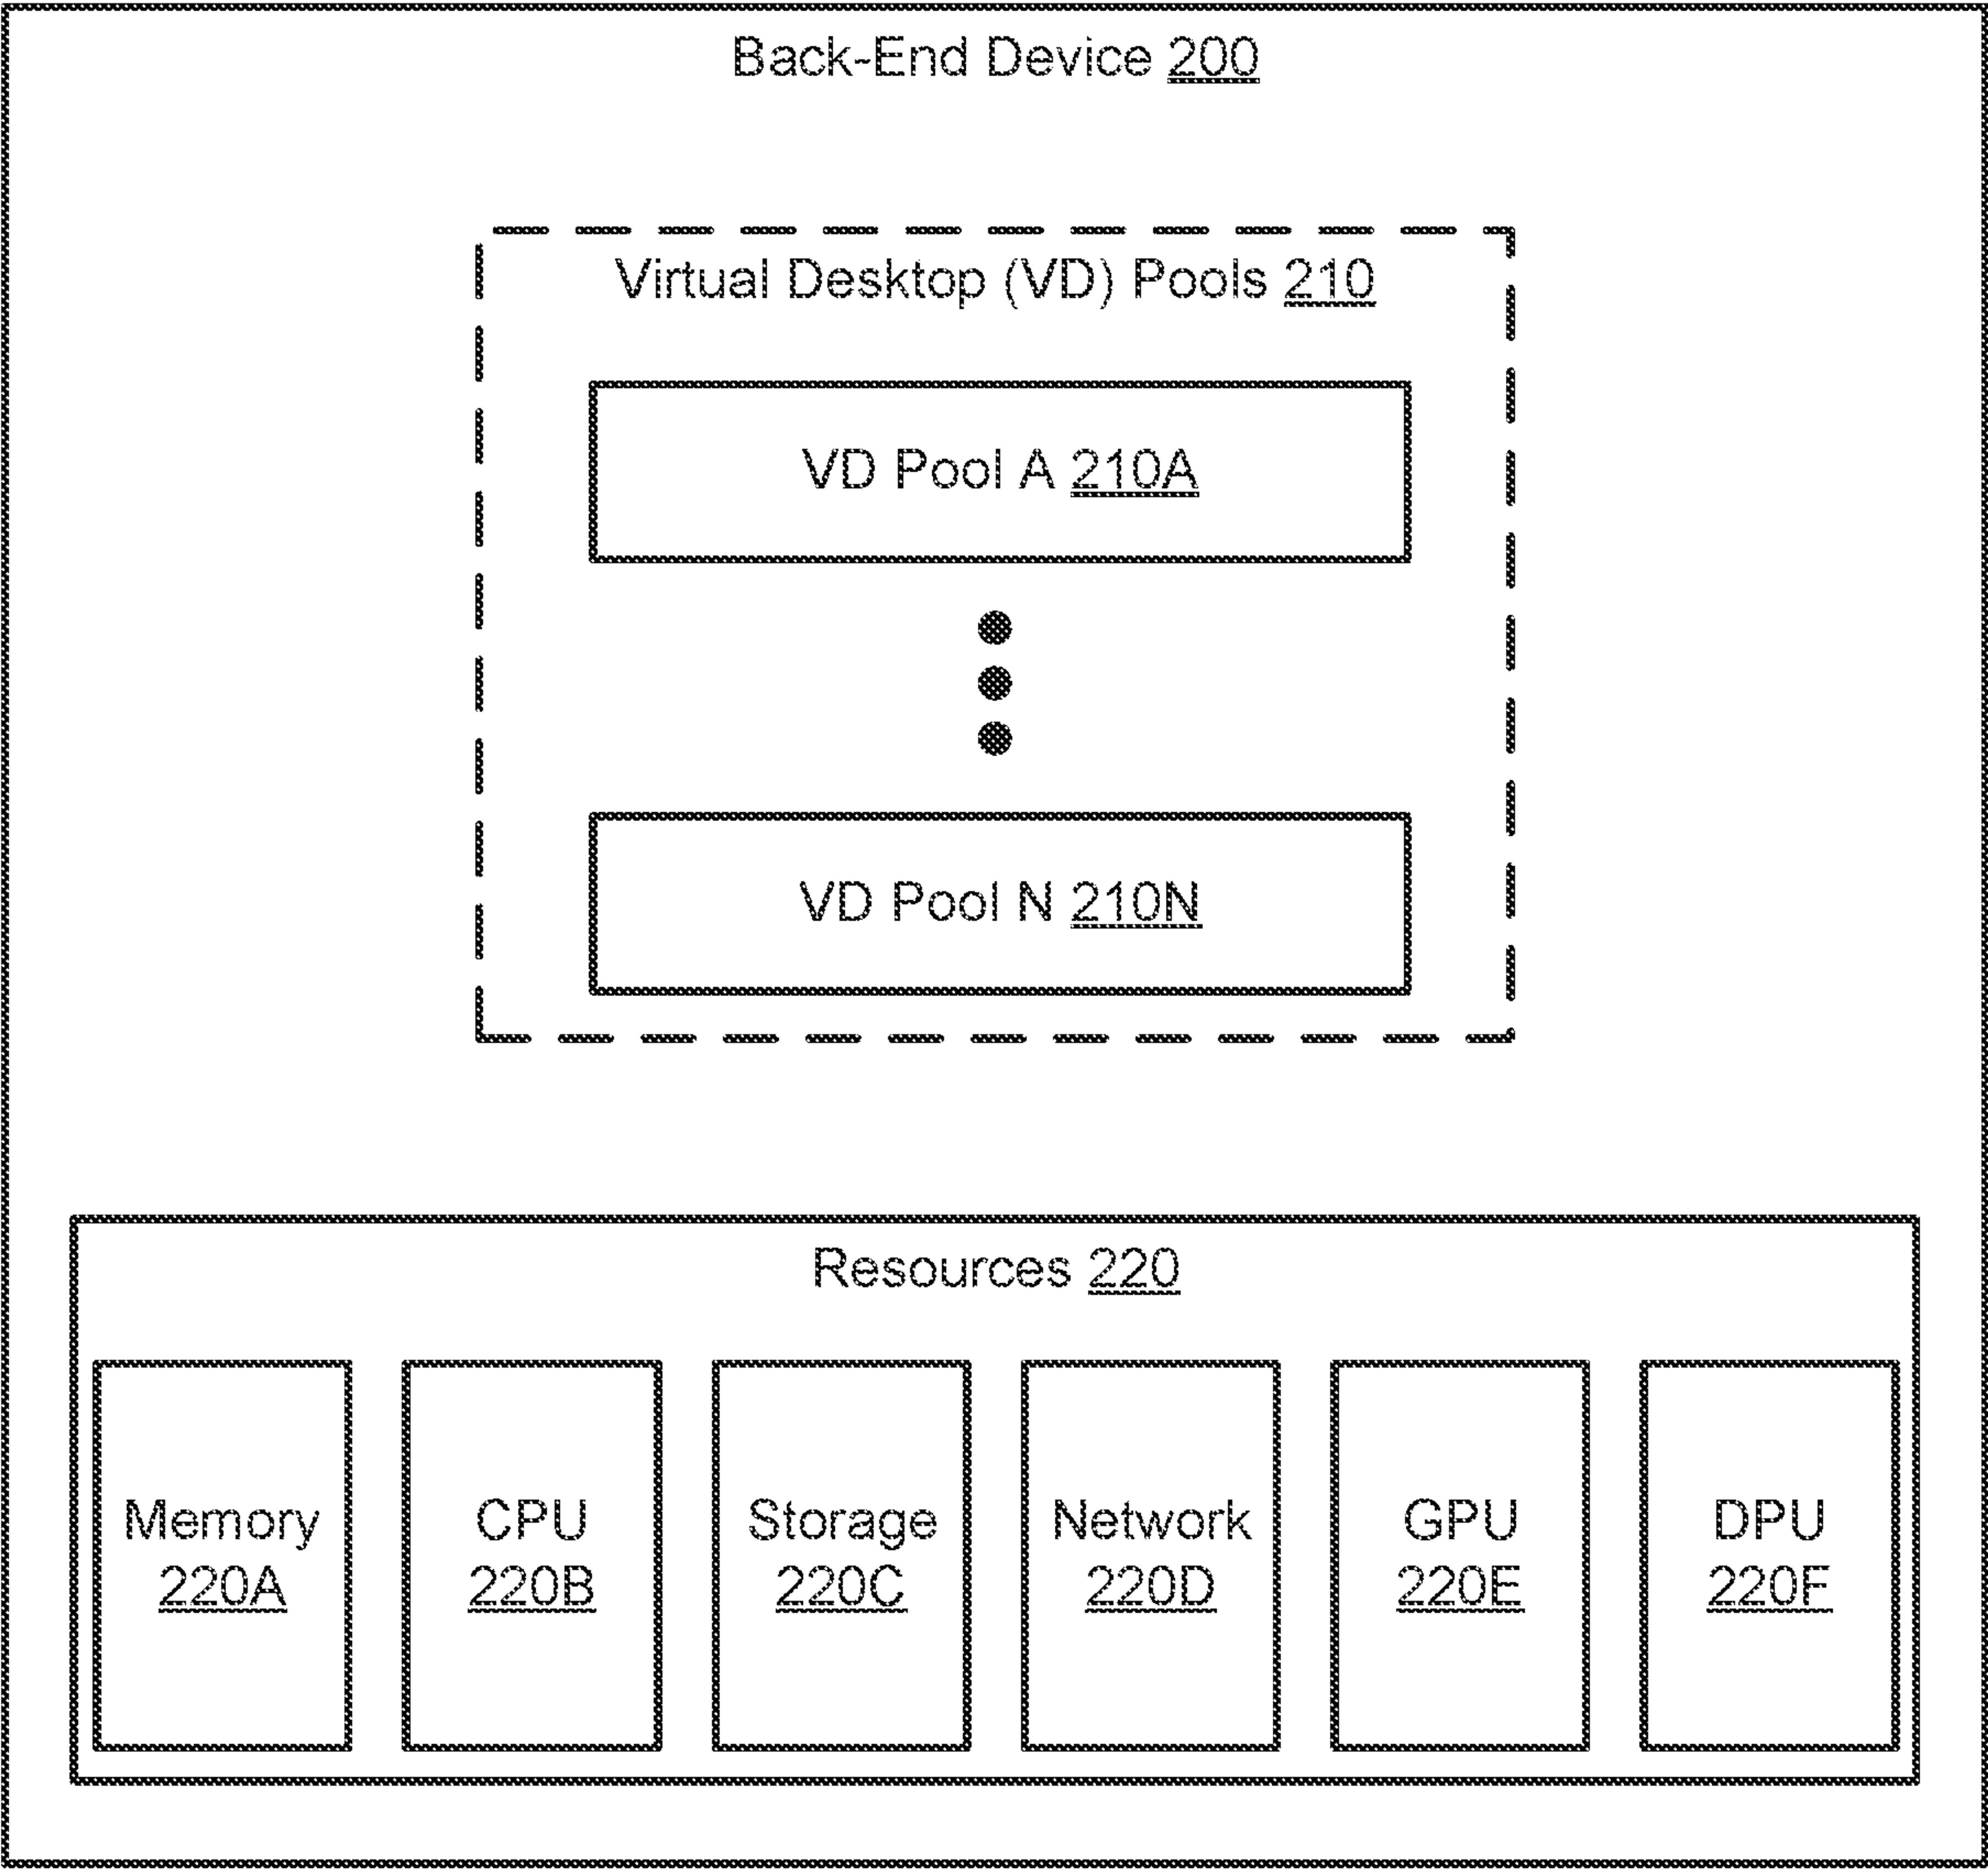 Back-End Device 200
Virtual Desktop (VD) Pools 210
VD Pool A 210A
VD Pool N 210N
Resources 220
Memory
220A
CPU
220B
Storage
220C
Network
220D
GPU
220E
DPU
220F